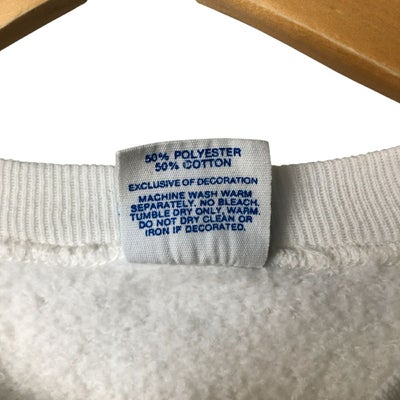 50% POLYESTER
50% COTTON
EXCLUSIVE OF DECORATION
MACHINE WASH WARM
SEPARATELY. NO BLEACH.
TUMBLE DRY ONLY, WARM.
DO NOT DRY CLEAN OR
IRON IF DECORATED.